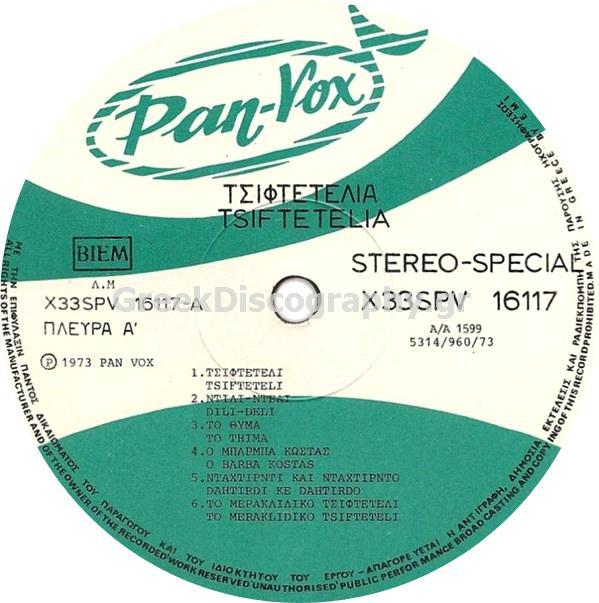 Pan-Vox
ΤΣΙΦΤΕΤΕΛΙΑ
TSIFTETELIA
BIEM
STEREO-SPECIAL
Λ.Μ
X33SPV 16117-A
X33SPV 16117
ΠΛΕΥΡΑ Α'
Α/Α 1599
5314/960/73
℗ 1973 PAN VOX
GreekDiscography.gr
1.ΤΣΙΦΤΕΤΕΛΙ
TSIFTETELI
2.ΝΤΙΛΙ-ΝΤΕΛΙ
DILI-DELI
3.ΤΟ ΘΥΜΑ
TO THIMA
4.Ο ΜΠΑΡΜΠΑ ΚΩΣΤΑΣ
O BARBA KOSTAS
5.ΝΤΑΧΤΙΡΝΤΙ ΚΑΙ ΝΤΑΧΤΙΡΝΤΟ
DAHTIRDI KE DAHTIRDO
6.ΤΟ ΜΕΡΑΚΛΙΔΙΚΟ ΤΣΙΦΤΕΤΕΛΙ
TO MERAKLIDIKO TSIFTETELI
ΜΕ ΤΗΝ ΕΠΙΦΥΛΑΞΙΝ ΠΑΝΤΟΣ ΔΙΚΑΙΩΜΑΤΟΣ ΤΟΥ ΠΑΡΑΓΩΓΟΥ ΚΑΙ ΤΟΥ ΙΔΙΟΚΤΗΤΟΥ ΤΟΥ ΕΡΓΟΥ-ΑΠΑΓΟΡΕΥΕΤΑΙ Η ΑΝΤΙΓΡΑΦΗ, ΔΗΜΟΣΙΑ ΕΚΤΕΛΕΣΙΣ ΚΑΙ ΡΑΔΙΕΚΠΟΜΠΗ ΤΗΣ ΠΑΡΟΥΣΗΣ ΗΧΟΓΡΑΦΗΣΕΩΣ
ALL RIGHTS OF THE MANUFACTURER AND OF THE OWNER OF THE RECORDED WORK RESERVED UNAUTHORISED PUBLIC PERFORMANCE BROADCASTING AND COPYING OF THIS RECORD PROHIBITED. MADE IN GREECE BY EMI